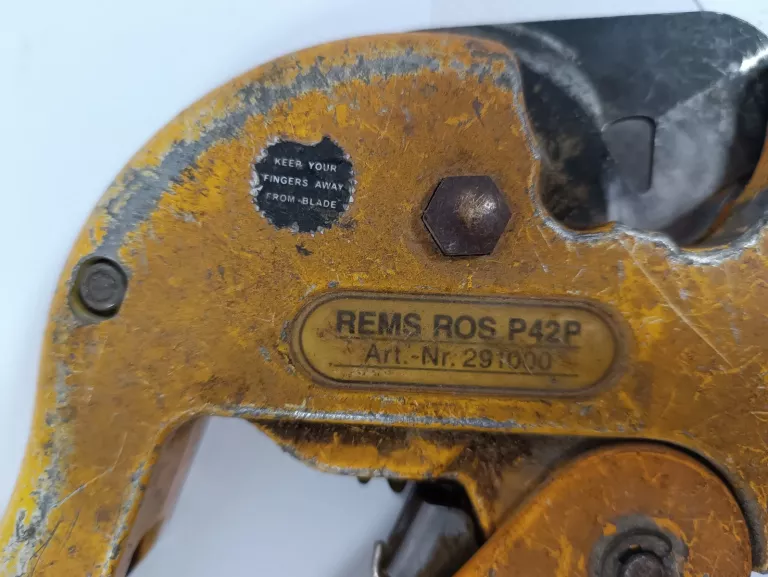 KEEP YOUR
FINGERS AWAY
FROM BLADE
REMS ROS P42P
Art.-Nr. 291000